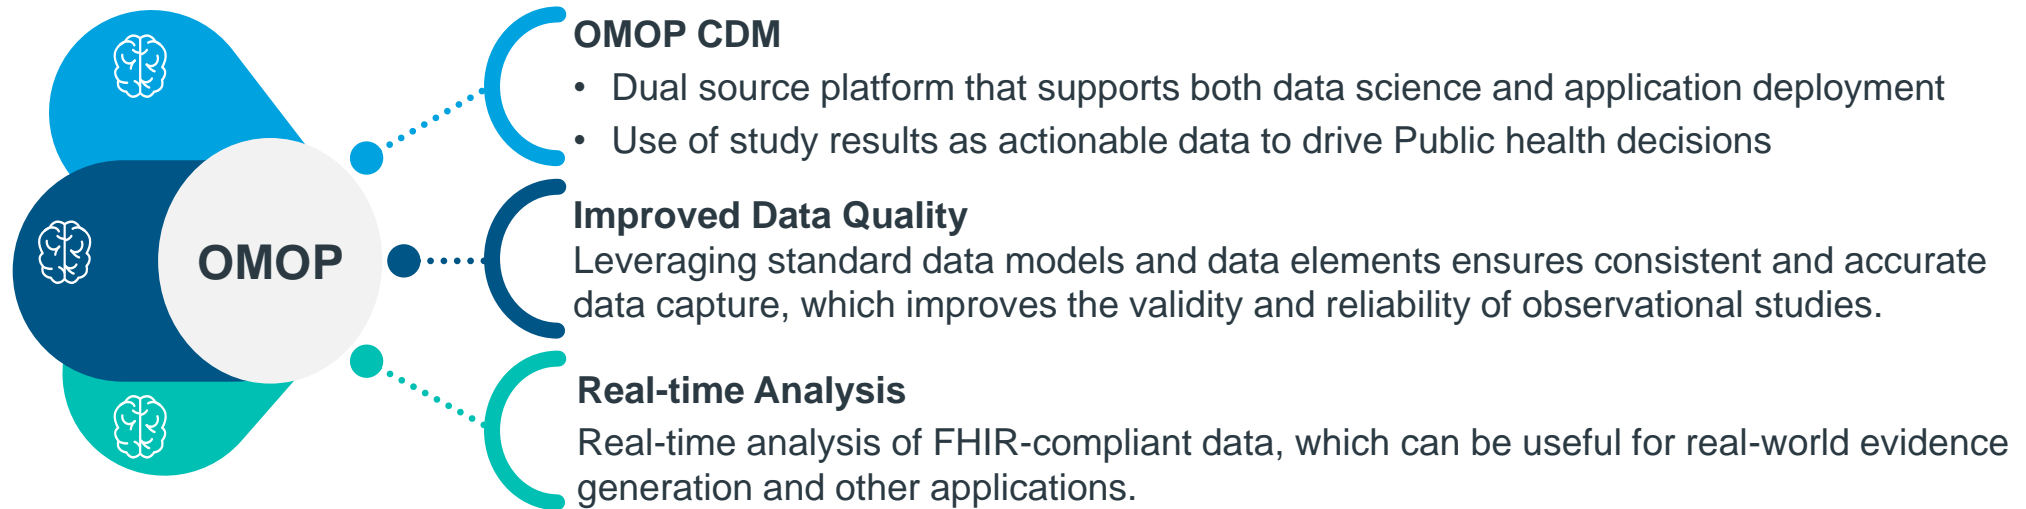 OMOP
OMOP CDM
• Dual source platform that supports both data science and application deployment
• Use of study results as actionable data to drive Public health decisions
Improved Data Quality
Leveraging standard data models and data elements ensures consistent and accurate
data capture, which improves the validity and reliability of observational studies.
Real-time Analysis
Real-time analysis of FHIR-compliant data, which can be useful for real-world evidence
generation and other applications.